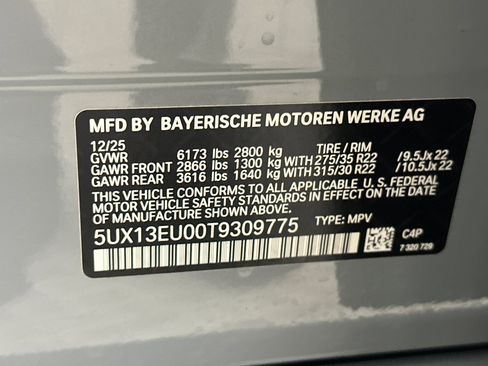 MFD BY BAYERISCHE MOTOREN WERKE AG
12/25 TIRE / RIM
GVWR 6173 lbs 2800 kg
GAWR FRONT 2866 lbs 1300 kg WITH 275/35 R22 /9.5Jx 22
GAWR REAR 3616 lbs 1640 kg WITH 315/30 R22 /10.5Jx 22
THIS VEHICLE CONFORMS TO ALL APPLICABLE U.S. FEDERAL
MOTOR VEHICLE SAFETY STANDARDS IN EFFECT ON THE DATE
OF MANUFACTURE SHOWN ABOVE.
5UX13EU00T9309775 TYPE: MPV
C4P
7 320 729